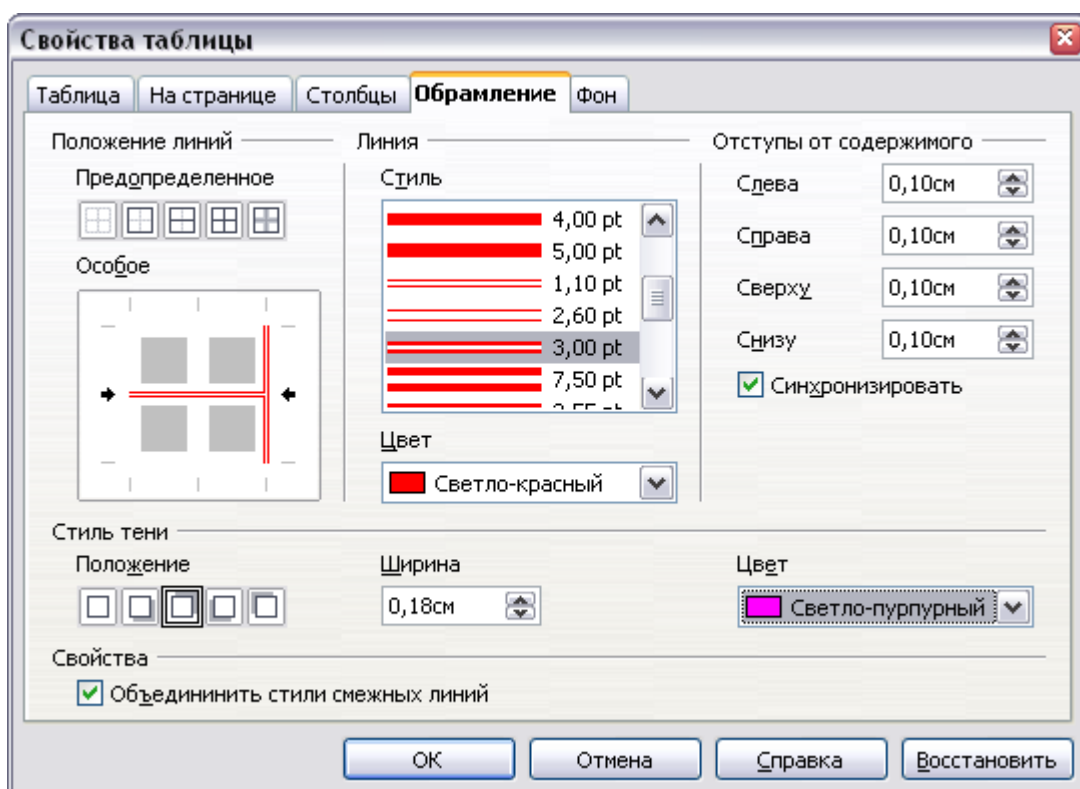 Свойства таблицы
Таблица На странице Столбцы Обрамление Фон
Положение линий
Предопределенное
Особое
Линия
Стиль
4,00 pt
5,00 pt
1,10 pt
2,60 pt
3,00 pt
7,50 pt
Цвет
Светло-красный
Отступы от содержимого
Слева 0,10см
Справа 0,10см
Сверху 0,10см
Снизу 0,10см
Синхронизировать
Стиль тени
Положение
Ширина
0,18см
Цвет
Светло-пурпурный
Свойства
Объедининить стили смежных линий
ОК Отмена Справка Восстановить